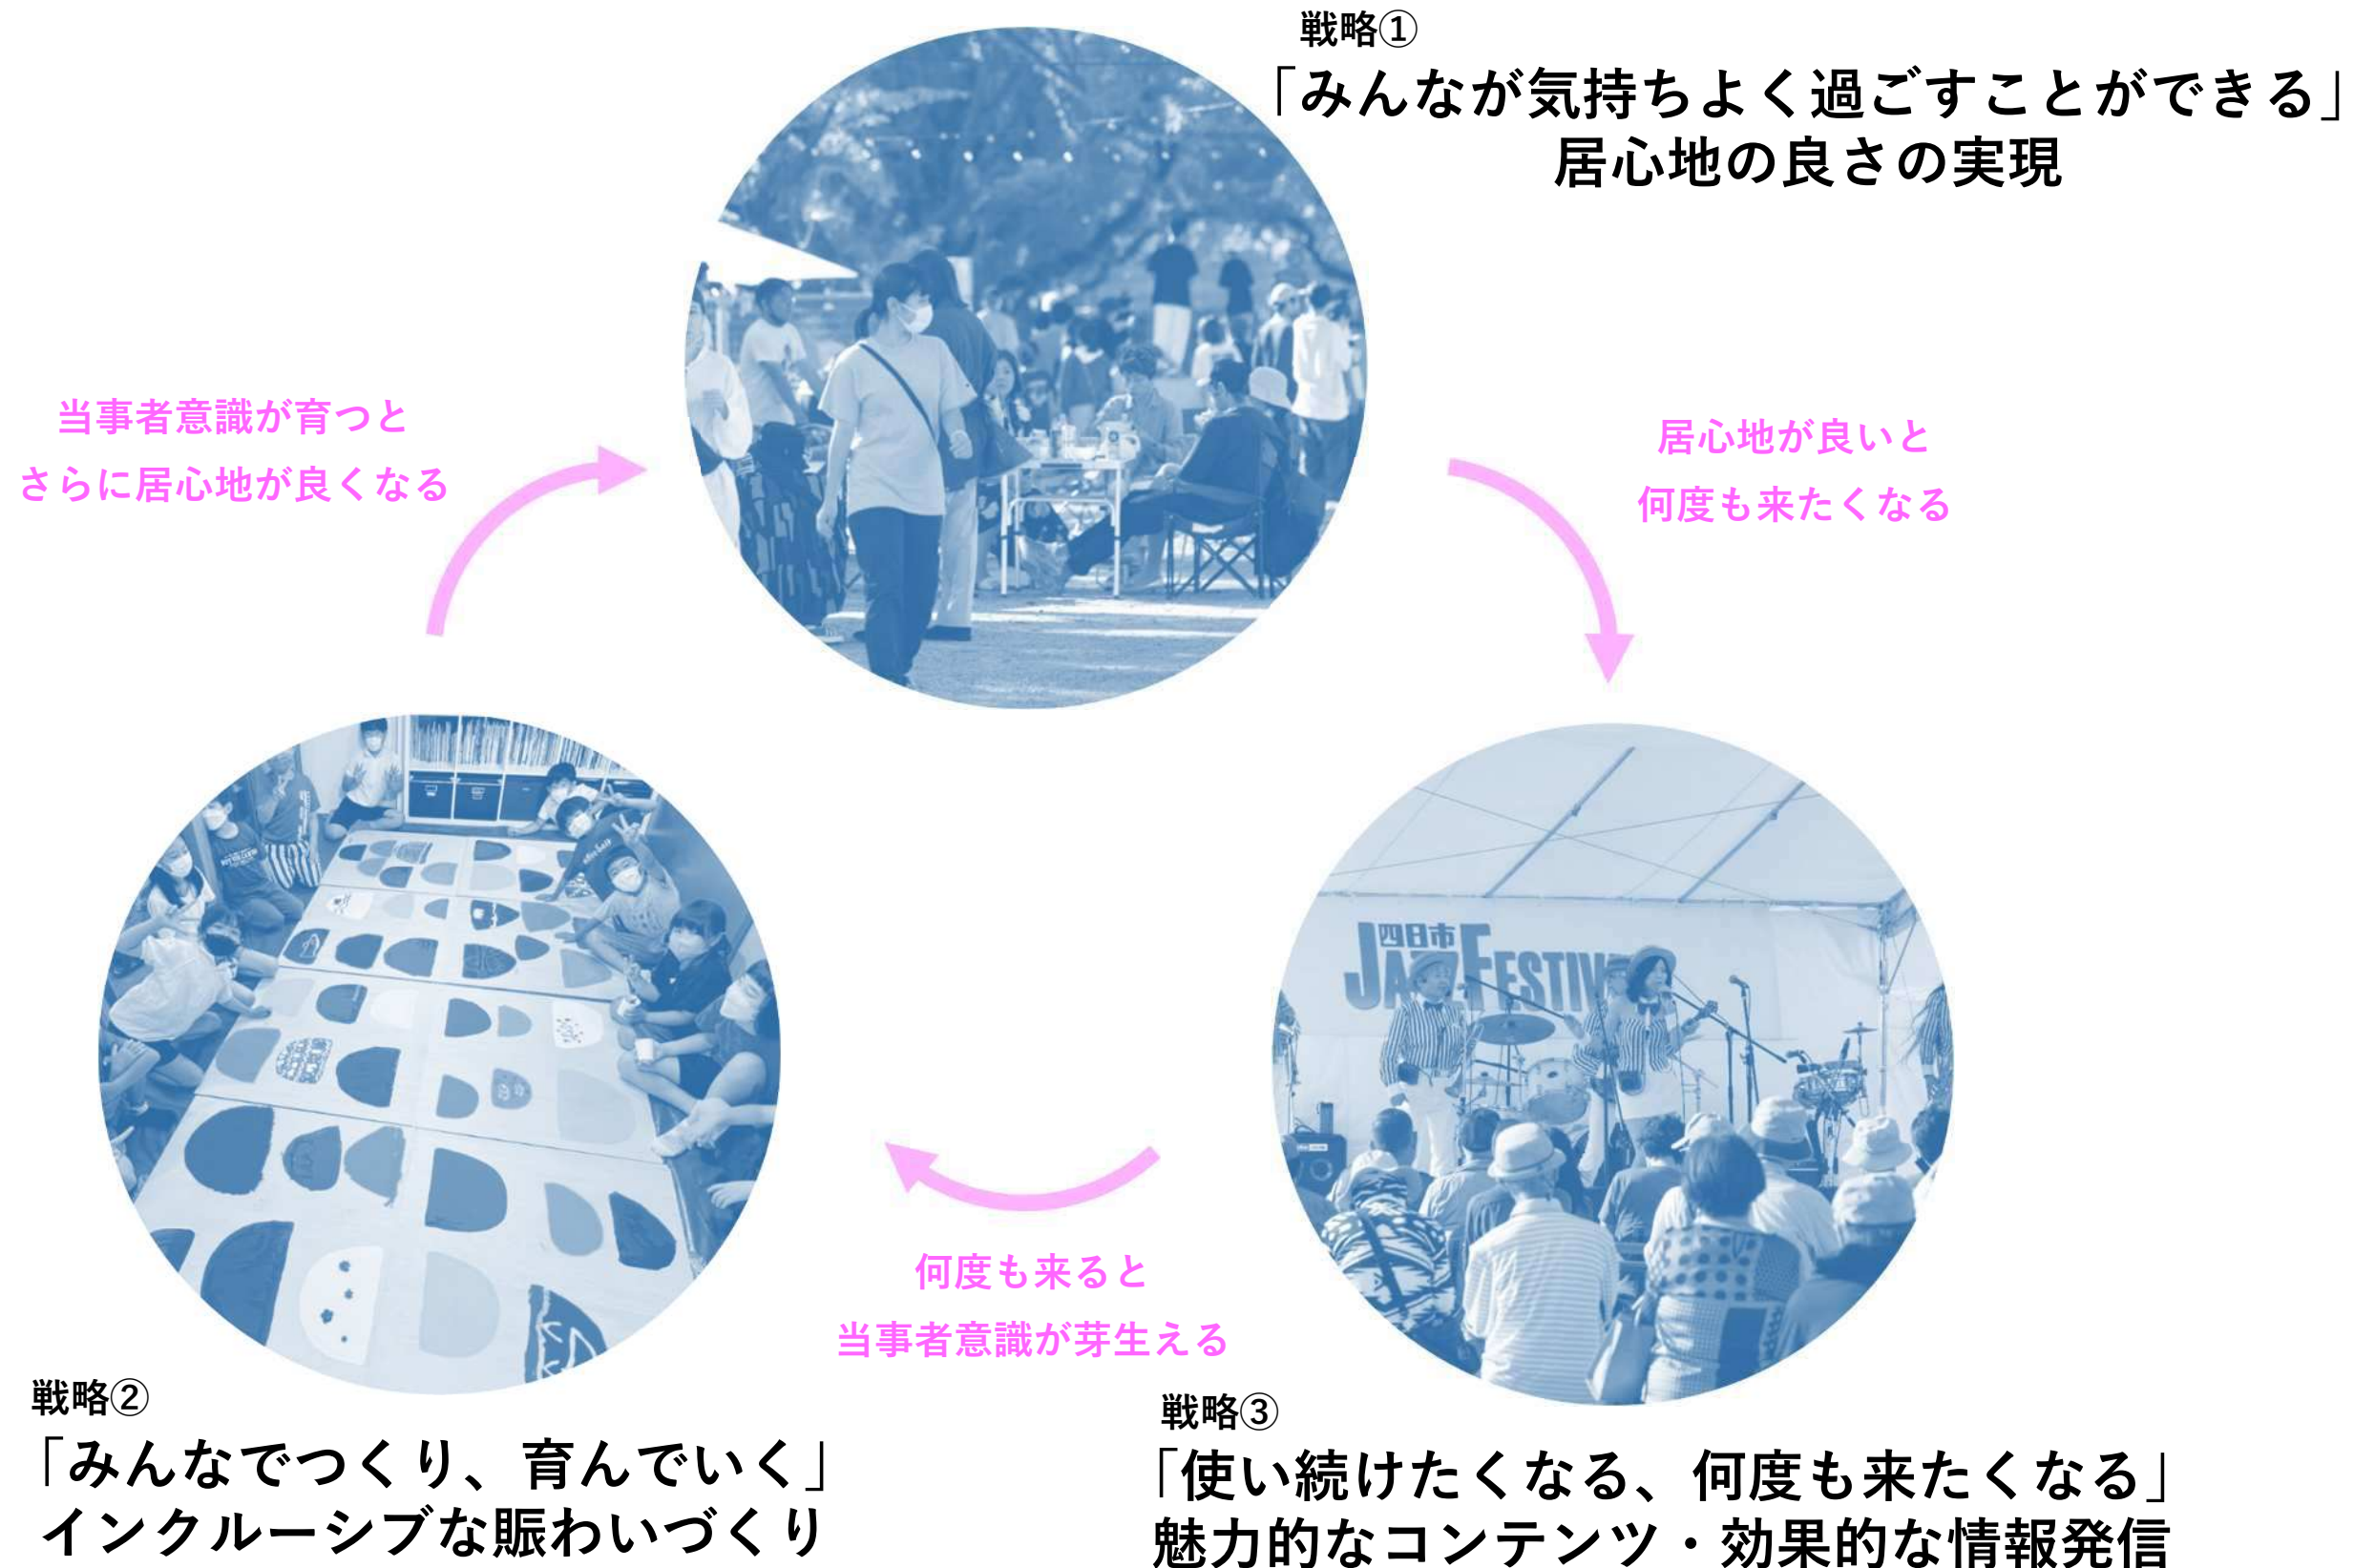 戦略①
「みんなが気持ちよく過ごすことができる」
居心地の良さの実現
当事者意識が育つと
さらに居心地が良くなる
居心地が良いと
何度も来たくなる
四日市
JAZZ FESTIV
何度も来ると
当事者意識が芽生える
戦略②
「みんなでつくり、育んでいく」
インクルーシブな賑わいづくり
戦略③
「使い続けたくなる、何度も来たくなる」
魅力的なコンテンツ・効果的な情報発信